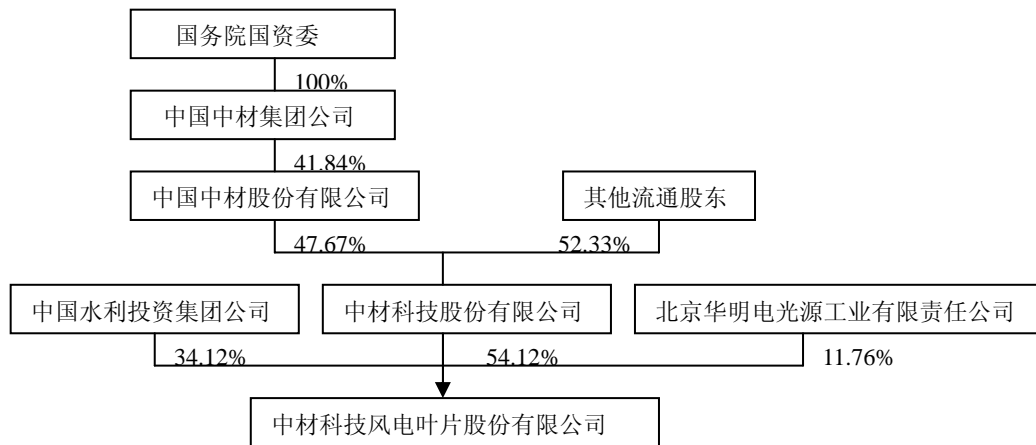 国务院国资委
100%
中国中材集团公司
41.84%
中国中材股份有限公司
其他流通股东
47.67%
52.33%
中国水利投资集团公司
中材科技股份有限公司
北京华明电光源工业有限责任公司
34.12%
54.12%
11.76%
中材科技风电叶片股份有限公司